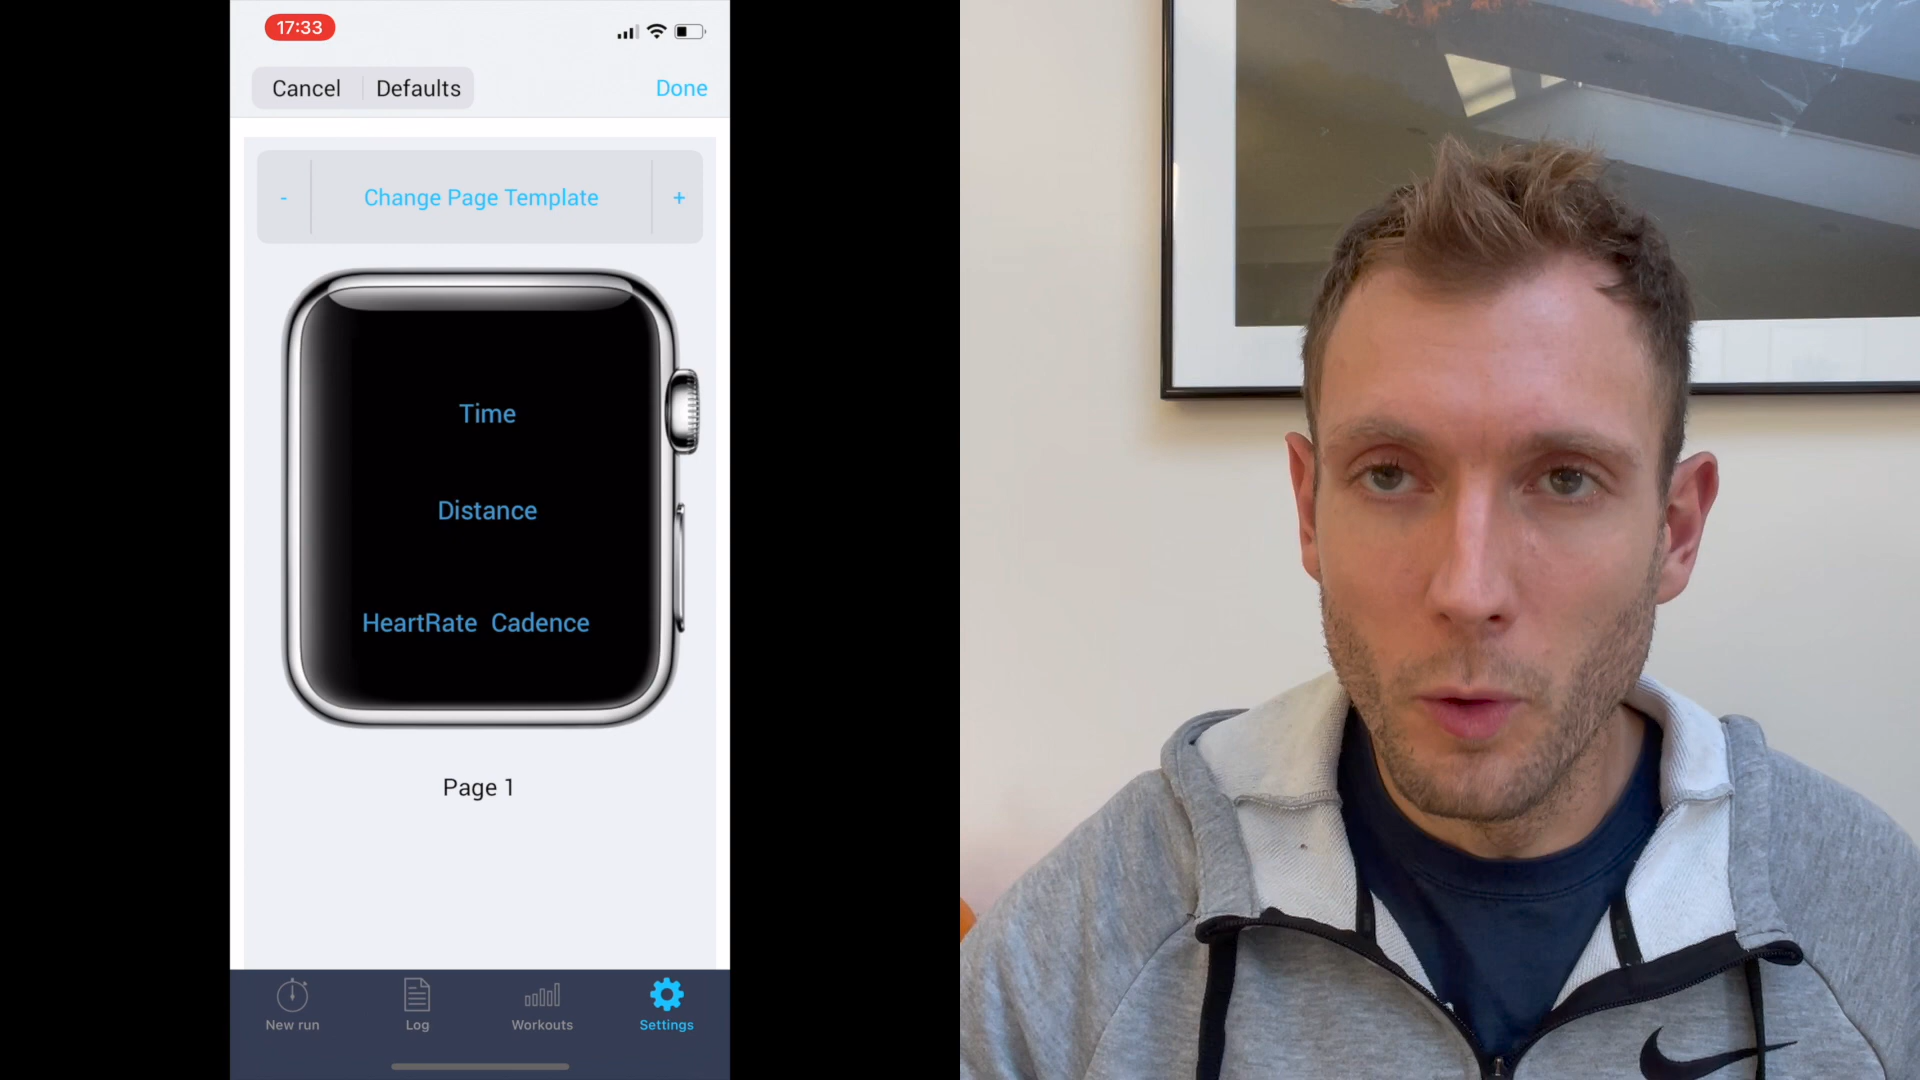 17:33
Cancel Defaults Done
- Change Page Template +
Time
Distance
HeartRate Cadence
Page 1
New run Log Workouts Settings